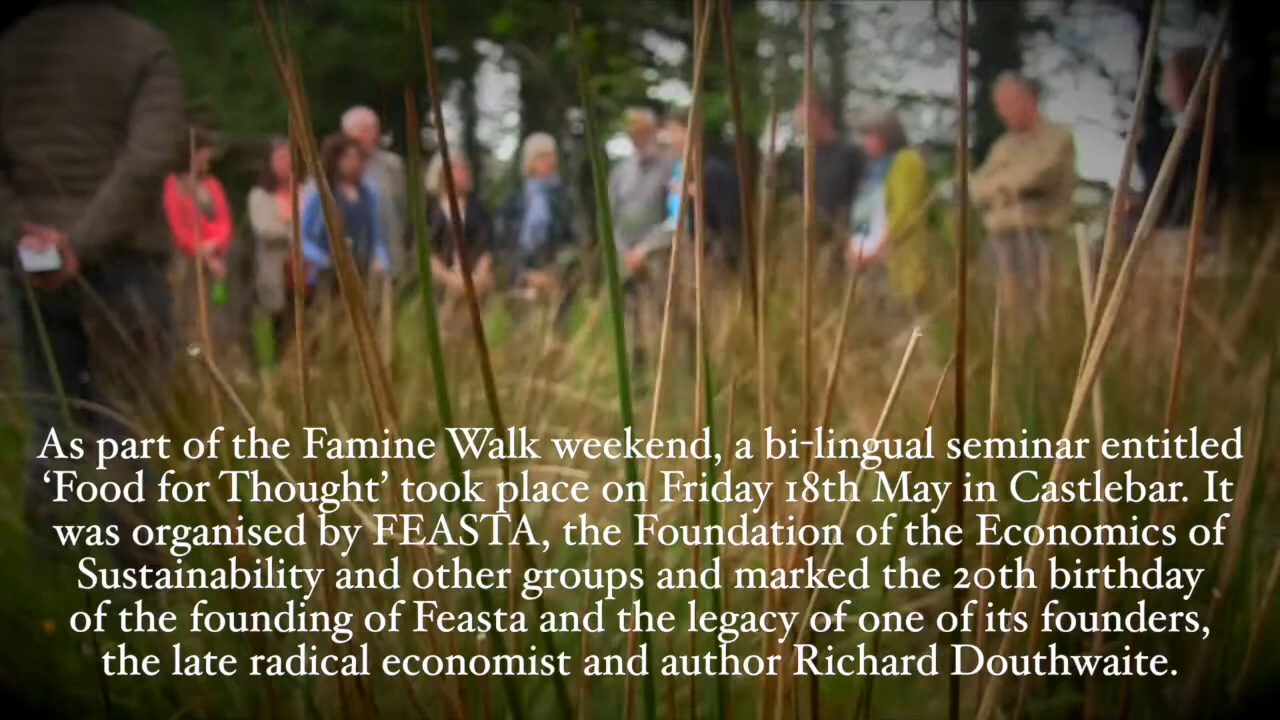 As part of the Famine Walk weekend, a bi-lingual seminar entitled
‘Food for Thought’ took place on Friday 18th May in Castlebar. It
was organised by FEASTA, the Foundation of the Economics of
Sustainability and other groups and marked the 20th birthday
of the founding of Feasta and the legacy of one of its founders,
the late radical economist and author Richard Douthwaite.